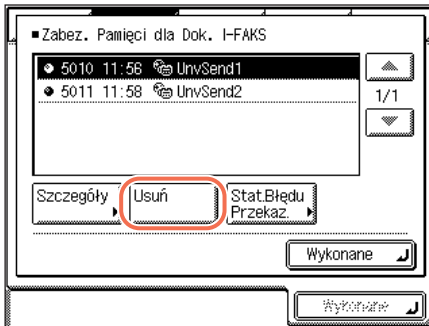 Zabez. Pamięci dla Dok. I-FAKS
5010 11:56 UnvSend1
5011 11:58 UnvSend2
1/1
Szczegóły
Usuń
Stat.Błędu
Przekaz.
Wykonane
Wykonane